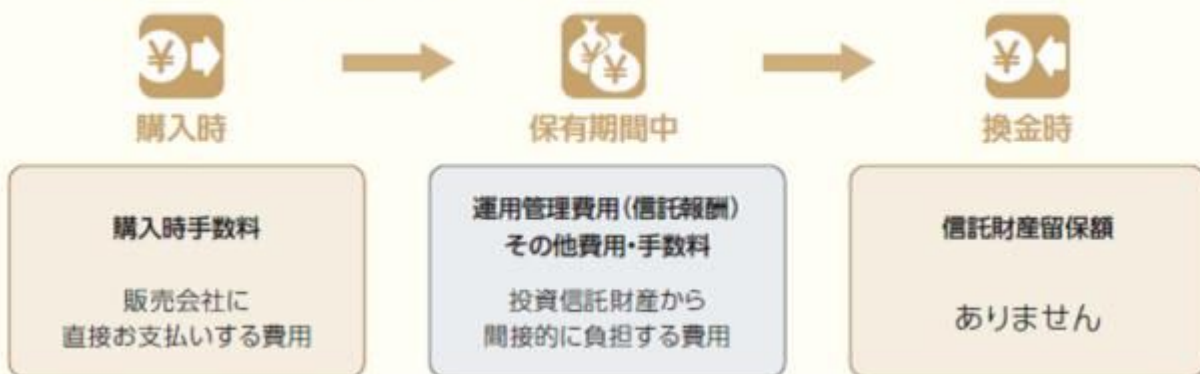 ¥
¥
¥
¥
購入時
保有期間中
換金時
購入時手数料
販売会社に
直接お支払いする費用
運用管理費用(信託報酬)
その他費用・手数料
投資信託財産から
間接的に負担する費用
信託財産留保額
ありません